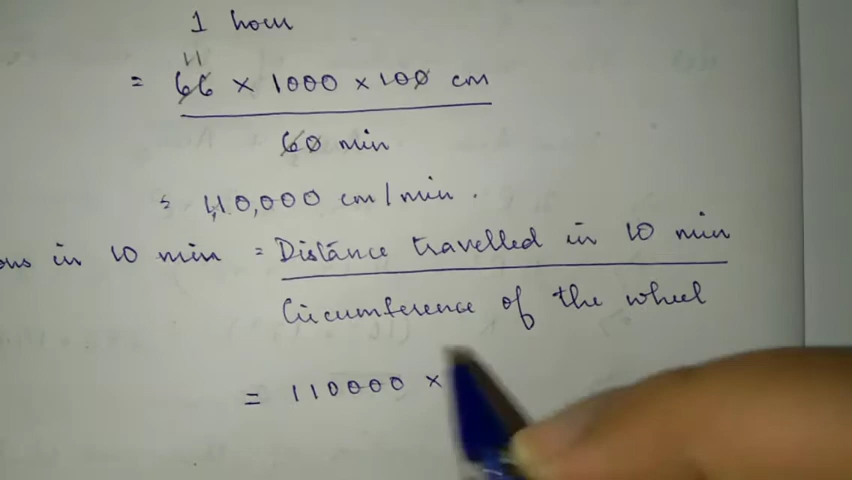 1 hour
11
= 66 × 1000 × 100 cm
60 min
= 1,10,000 cm/min.
in 10 min = Distance travelled in 10 min
Circumference of the wheel
= 110000 ×